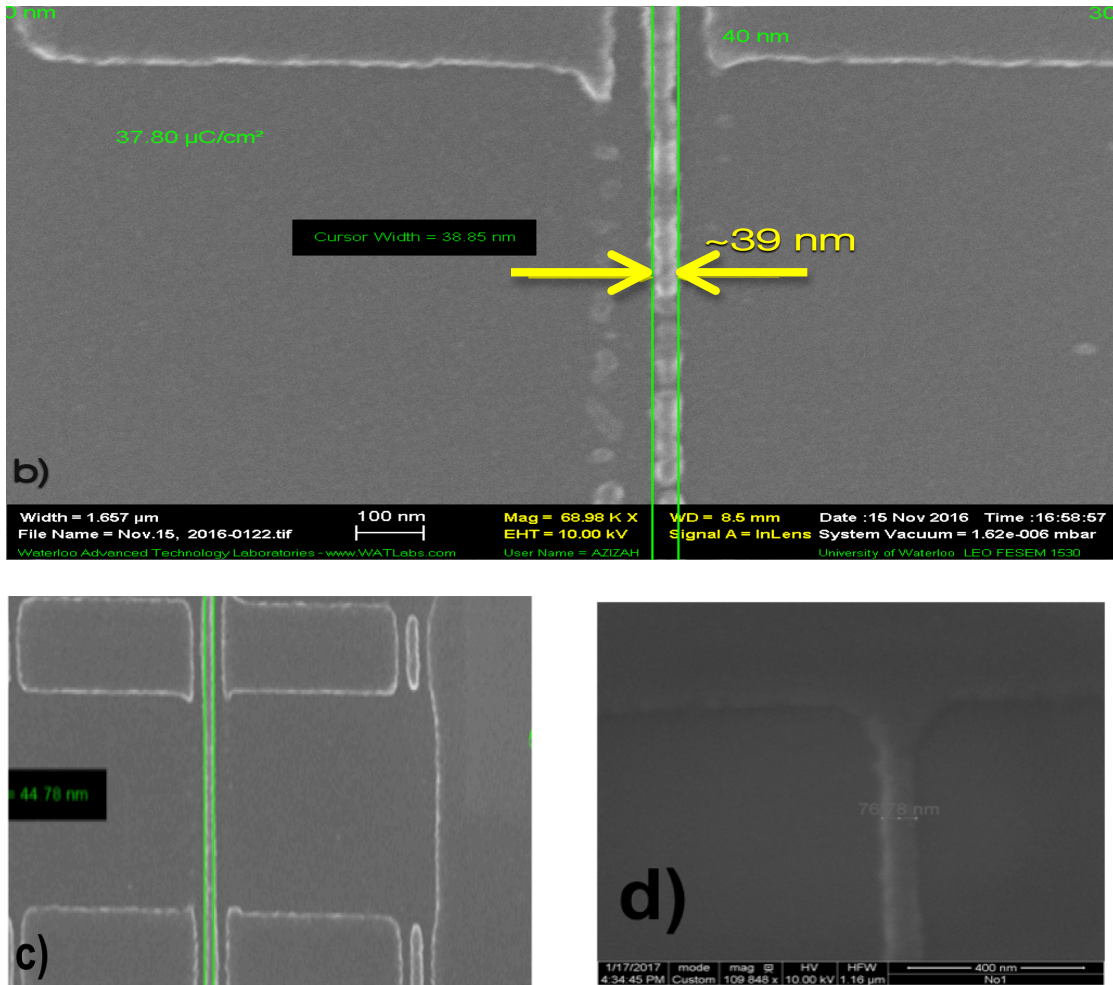 0 nm
30
40 nm
37.80 µC/cm²
Cursor Width = 38.85 nm
~39 nm
b)
Width = 1.657 µm
100 nm
Mag = 68.98 K X
WD = 8.5 mm
Date :15 Nov 2016 Time :16:58:57
File Name = Nov.15, 2016-0122.tif
EHT = 10.00 kV
Signal A = InLens
System Vacuum = 1.62e-006 mbar
Waterloo Advanced Technology Laboratories - www.WATLabs.com
User Name = AZIZAH
University of Waterloo LEO FESEM 1530
= 44.78 nm
c)
76.78 nm
d)
1/17/2017 mode mag HV HFW 400 nm
4:34:45 PM Custom 109 848 x 10.00 kV 1.16 µm No1